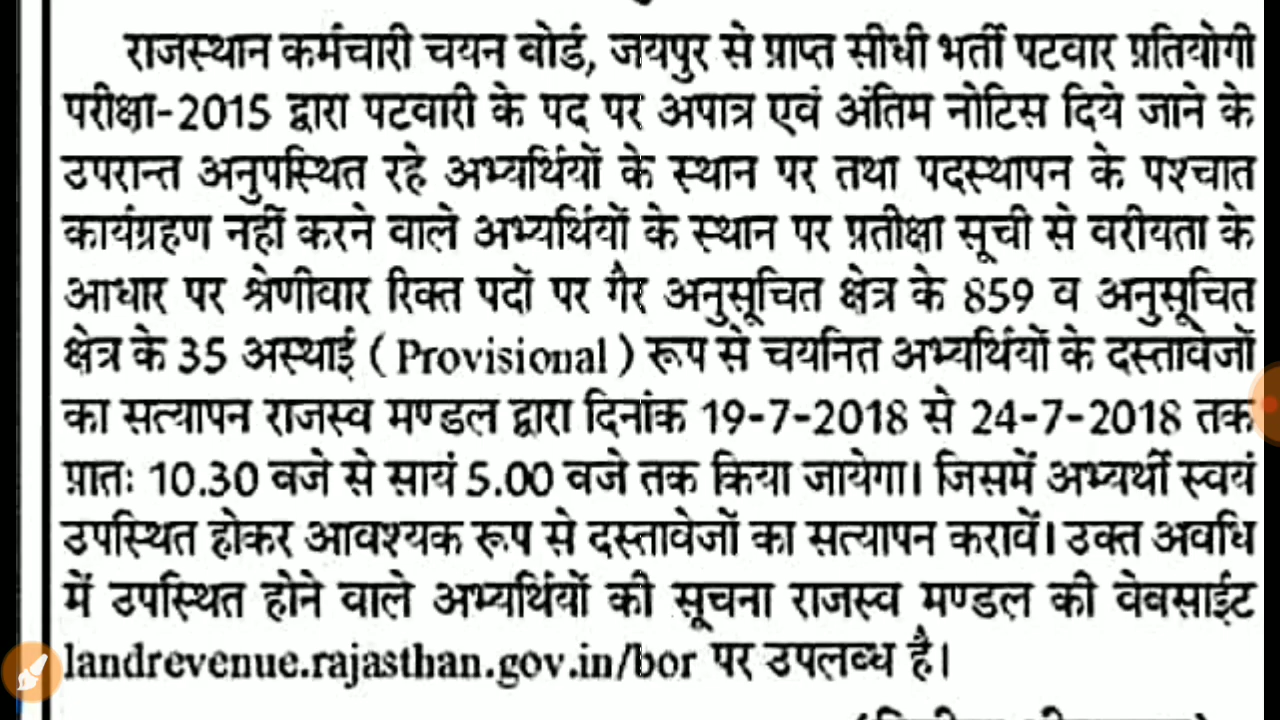 राजस्थान कर्मचारी चयन बोर्ड, जयपुर से प्राप्त सीधी भर्ती पटवार प्रतियोगी
परीक्षा-2015 द्वारा पटवारी के पद पर अपात्र एवं अंतिम नोटिस दिये जाने के
उपरान्त अनुपस्थित रहे अभ्यर्थियों के स्थान पर तथा पदस्थापन के पश्चात
कार्यग्रहण नहीं करने वाले अभ्यर्थियों के स्थान पर प्रतीक्षा सूची से वरीयता के
आधार पर श्रेणीवार रिक्त पदों पर गैर अनुसूचित क्षेत्र के 859 व अनुसूचित
क्षेत्र के 35 अस्थाई ( Provisional ) रूप से चयनित अभ्यर्थियों के दस्तावेजों
का सत्यापन राजस्व मण्डल द्वारा दिनांक 19-7-2018 से 24-7-2018 तक
प्रातः 10.30 बजे से सायं 5.00 बजे तक किया जायेगा। जिसमें अभ्यर्थी स्वयं
उपस्थित होकर आवश्यक रूप से दस्तावेजों का सत्यापन करावें। उक्त अवधि
में उपस्थित होने वाले अभ्यर्थियों की सूचना राजस्व मण्डल की वेबसाईट
landrevenue.rajasthan.gov.in/bor पर उपलब्ध है।